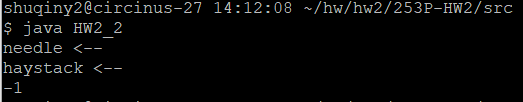 shuqiny2@circinus-27 14:12:08 ~/hw/hw2/253P-HW2/src
$ java HW2_2
needle <--
haystack <--
-1